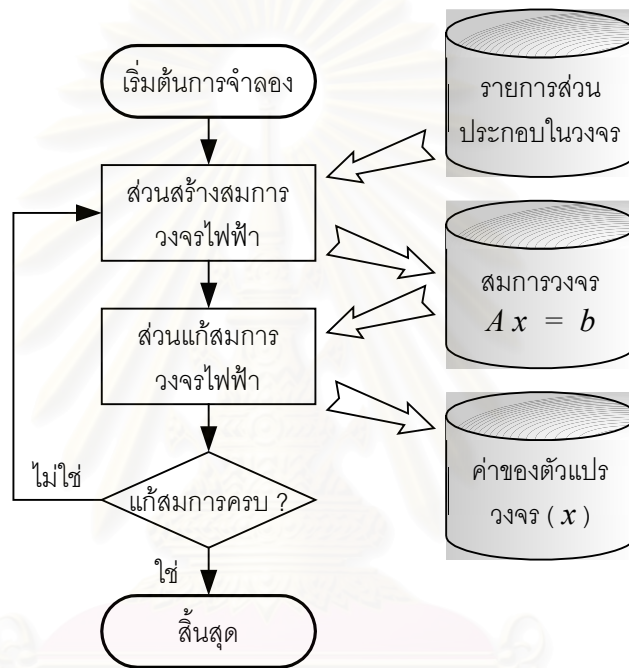 เริ่มต้นการจำลอง
รายการส่วน
ประกอบในวงจร
ส่วนสร้างสมการ
วงจรไฟฟ้า
สมการวงจร
A x = b
ส่วนแก้สมการ
วงจรไฟฟ้า
ค่าของตัวแปร
วงจร ( x )
ไม่ใช่
แก้สมการครบ ?
ใช่
สิ้นสุด